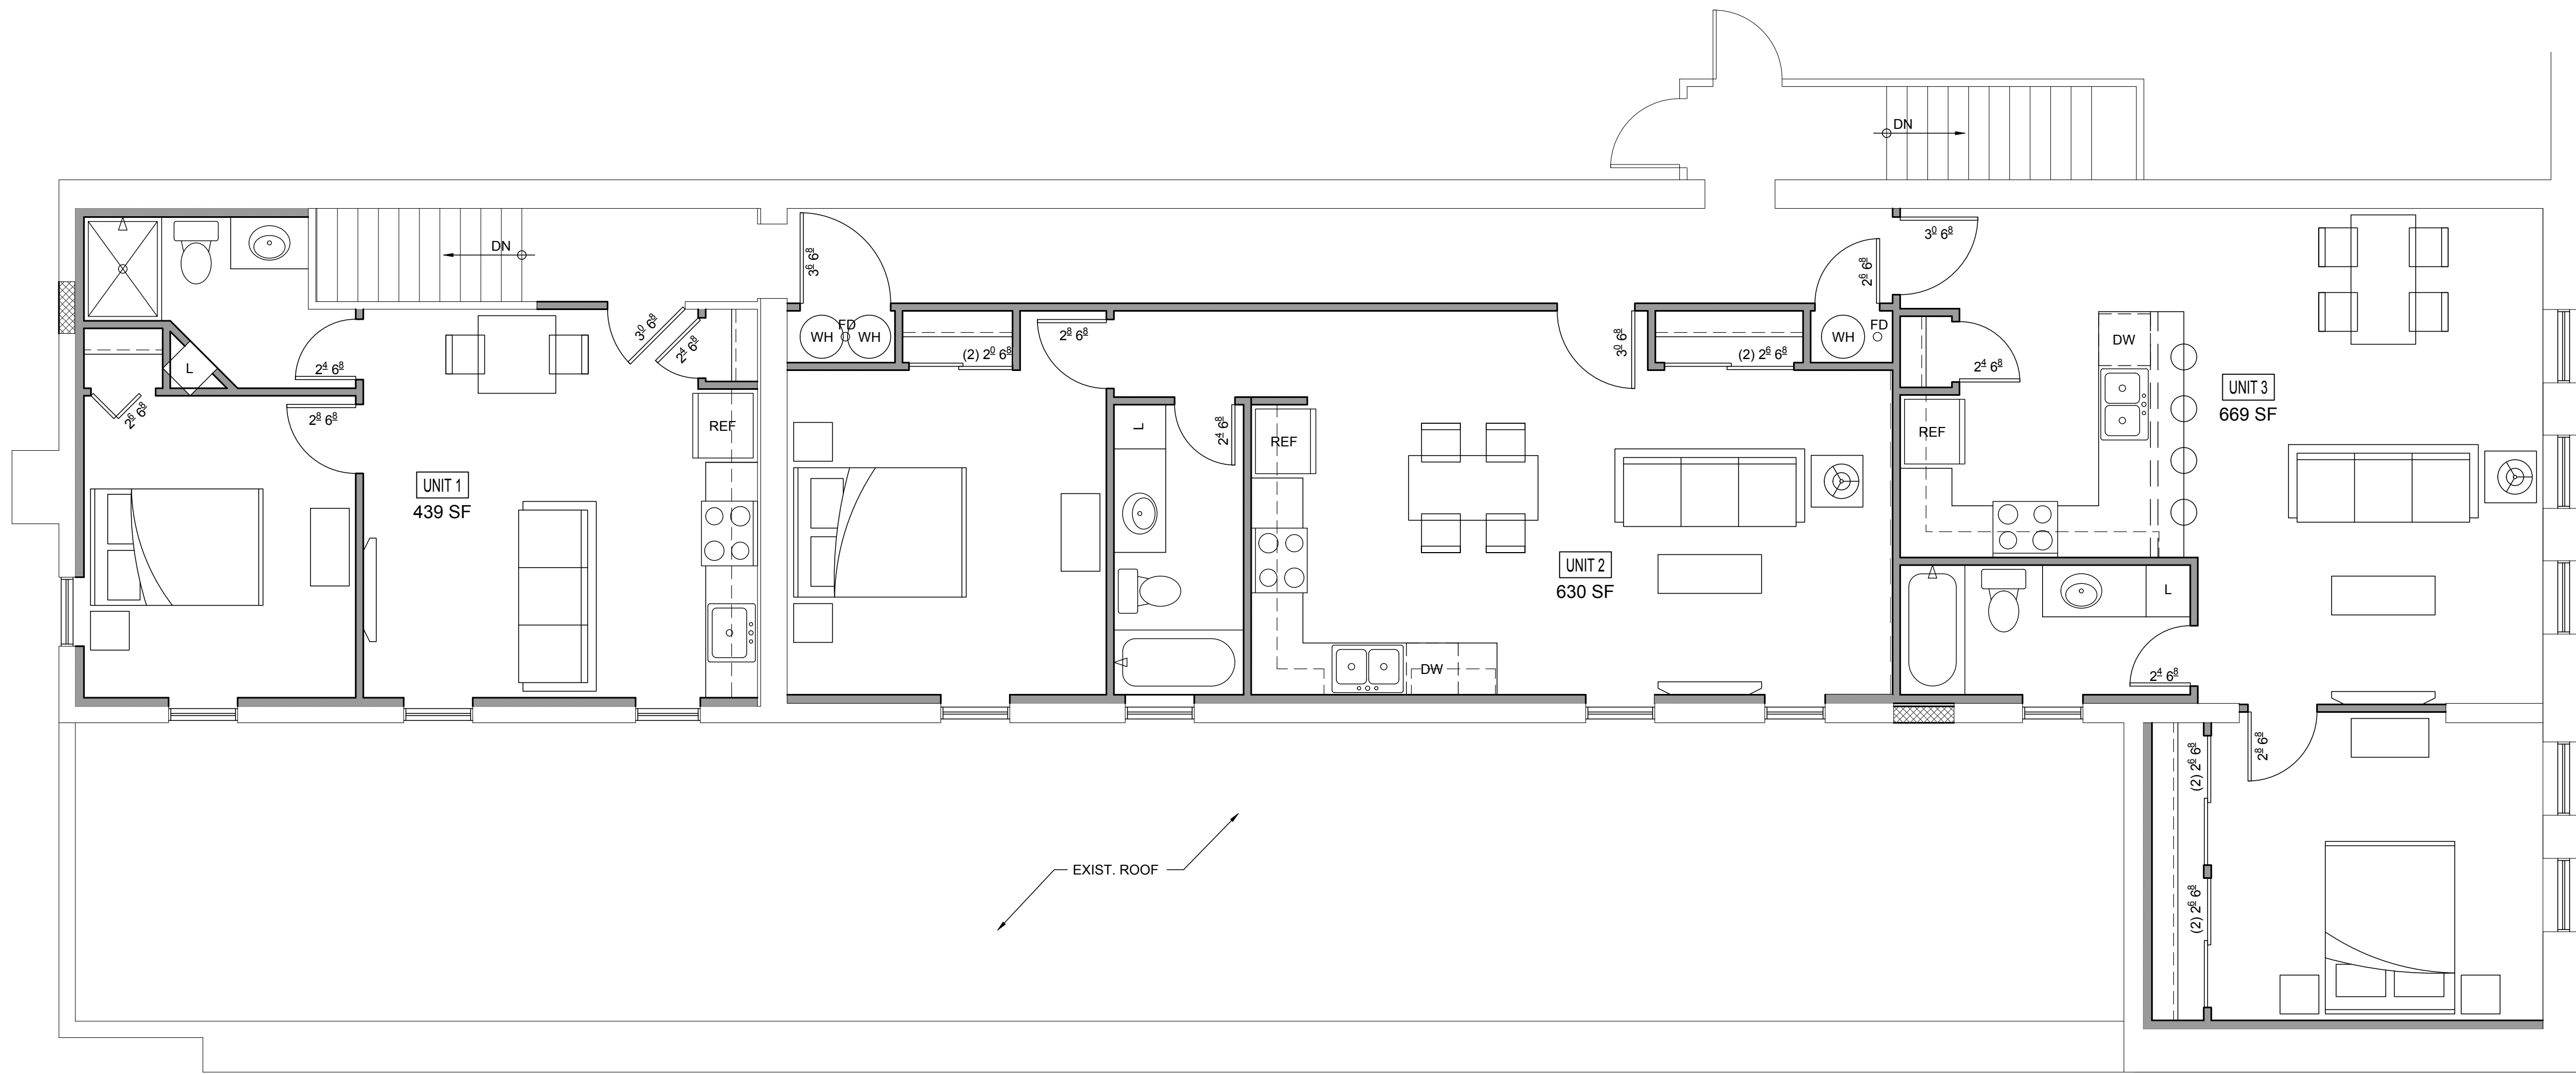 DN
DN
3⁰ 6⁸
3⁶ 6⁸
2⁶ 6⁸
3⁰ 6⁸
2⁴ 6⁸
2⁴ 6⁸
L
WH
FD
WH
(2) 2⁰ 6⁸
2⁸ 6⁸
3⁰ 6⁸
(2) 2⁶ 6⁸
WH
FD
2⁴ 6⁸
DW
2⁶ 6⁸
2⁸ 6⁸
REF
L
2⁴ 6⁸
REF
REF
UNIT 3
669 SF
UNIT 1
439 SF
UNIT 2
630 SF
L
DW
2⁴ 6⁸
2⁸ 6⁸
(2) 2⁶ 6⁸
(2) 2⁶ 6⁸
EXIST. ROOF